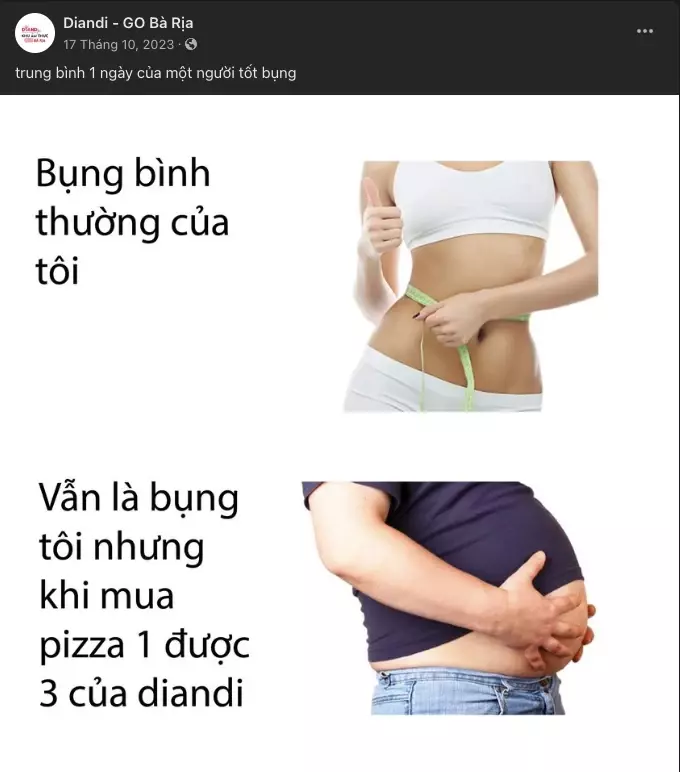 Diandi - GO Bà Rịa
17 Tháng 10, 2023 ·
trung bình 1 ngày của một người tốt bụng
Bụng bình
thường của
tôi
Vẫn là bụng
tôi nhưng
khi mua
pizza 1 được
3 của diandi